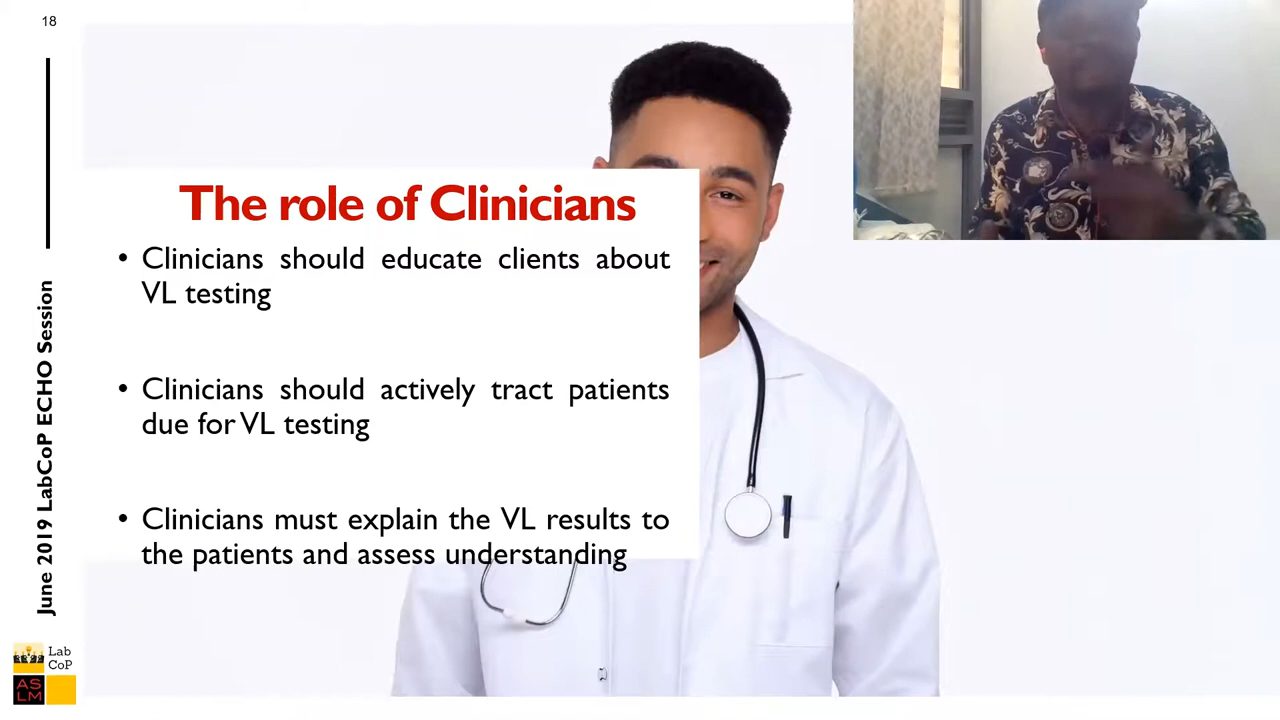 18
June 2019 LabCoP ECHO Session
The role of Clinicians
• Clinicians should educate clients about
VL testing
• Clinicians should actively tract patients
due for VL testing
• Clinicians must explain the VL results to
the patients and assess understanding
Lab
CoP
AS
LM